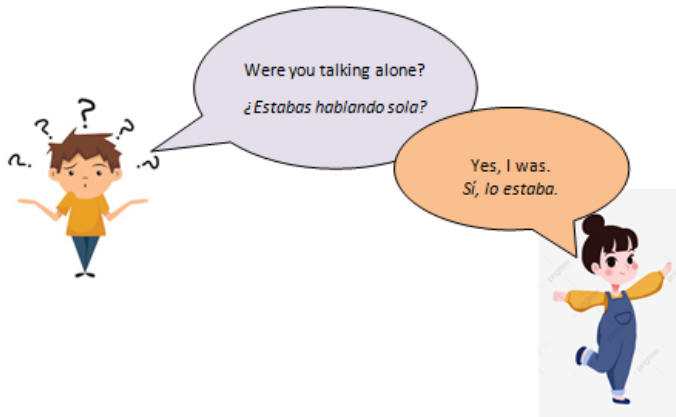 Were you talking alone?
¿Estabas hablando sola?
Yes, I was.
Sí, lo estaba.